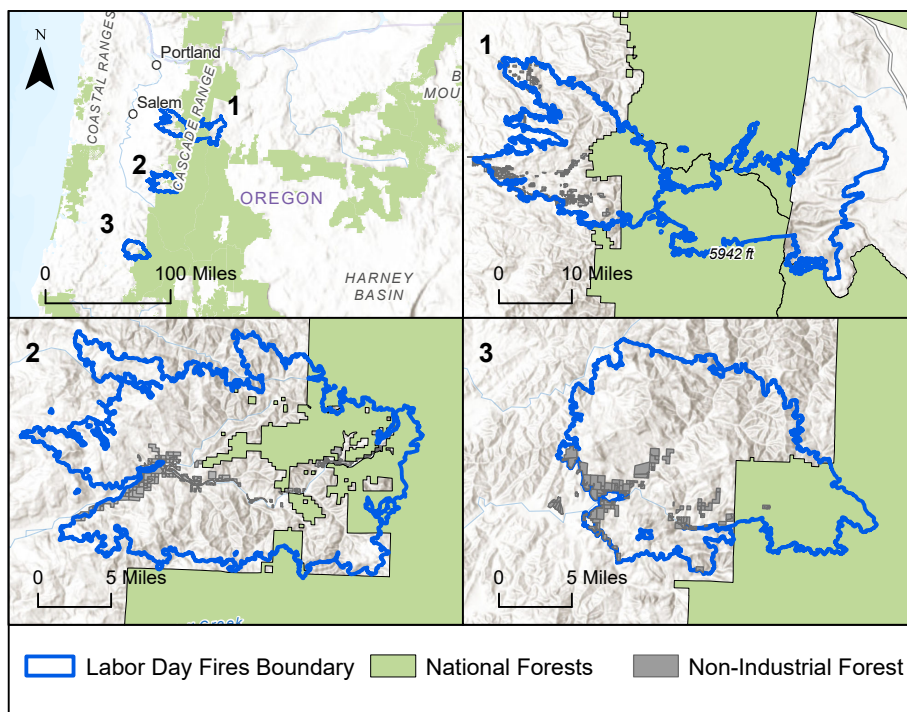 N
Portland
Salem
COASTAL RANGES
CASCADE RANGE
B
MOU
1
2
3
OREGON
HARNEY
BASIN
0 100 Miles
1
5942 ft
0 10 Miles
2
0 5 Miles
Creek
3
0 5 Miles
Labor Day Fires Boundary National Forests Non-Industrial Forest